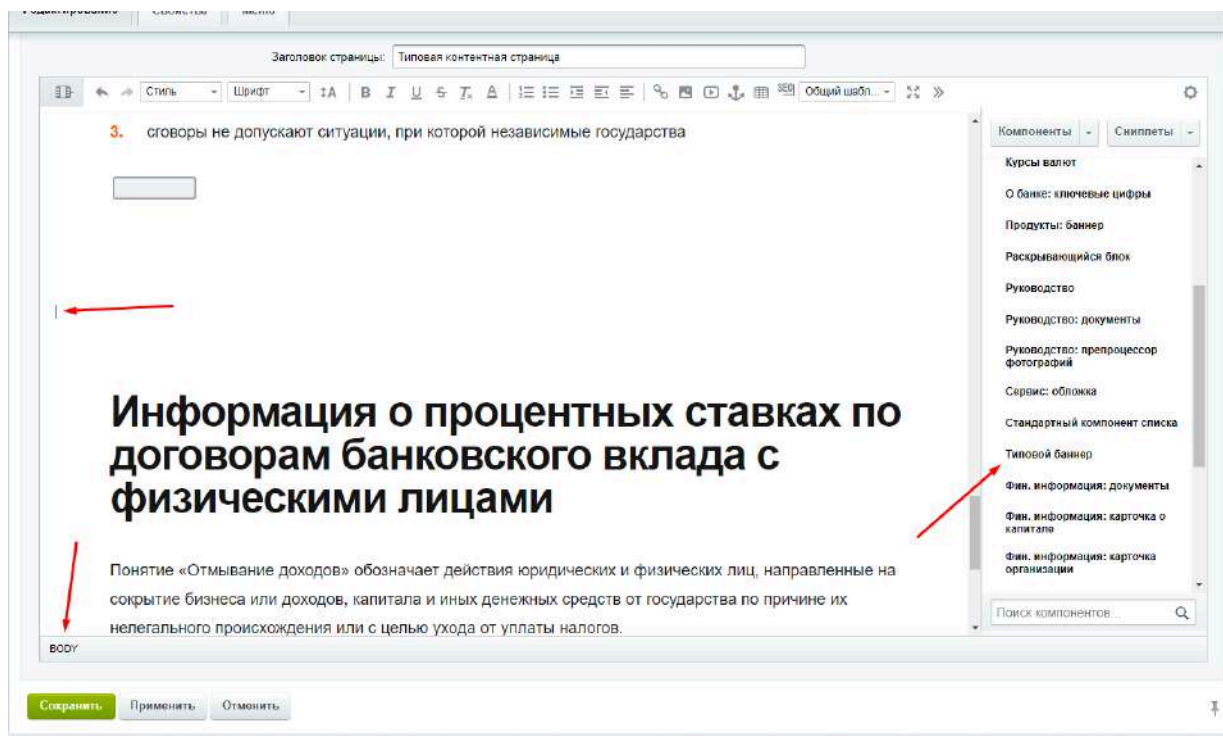 Редактирование Свойства Меню
Заголовок страницы: Типовая контентная страница
Стиль Шрифт B I U S Tx A SEO Общий шабл...
3. сговоры не допускают ситуации, при которой независимые государства
Информация о процентных ставках по
договорам банковского вклада с
физическими лицами
Понятие «Отмывание доходов» обозначает действия юридических и физических лиц, направленные на
сокрытие бизнеса или доходов, капитала и иных денежных средств от государства по причине их
нелегального происхождения или с целью ухода от уплаты налогов.
BODY
Компоненты Сниппеты
Курсы валют
О банке: ключевые цифры
Продукты: баннер
Раскрывающийся блок
Руководство
Руководство: документы
Руководство: препроцессор
фотографий
Сервис: обложка
Стандартный компонент списка
Типовой баннер
Фин. информация: документы
Фин. информация: карточка о
капитале
Фин. информация: карточка
организации
Поиск компонентов...
Сохранить Применить Отменить